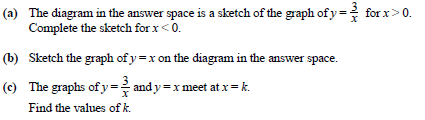 (a) The diagram in the answer space is a sketch of the graph of y = 3/x for x > 0.
Complete the sketch for x < 0.
(b) Sketch the graph of y = x on the diagram in the answer space.
(c) The graphs of y = 3/x and y = x meet at x = k.
Find the values of k.